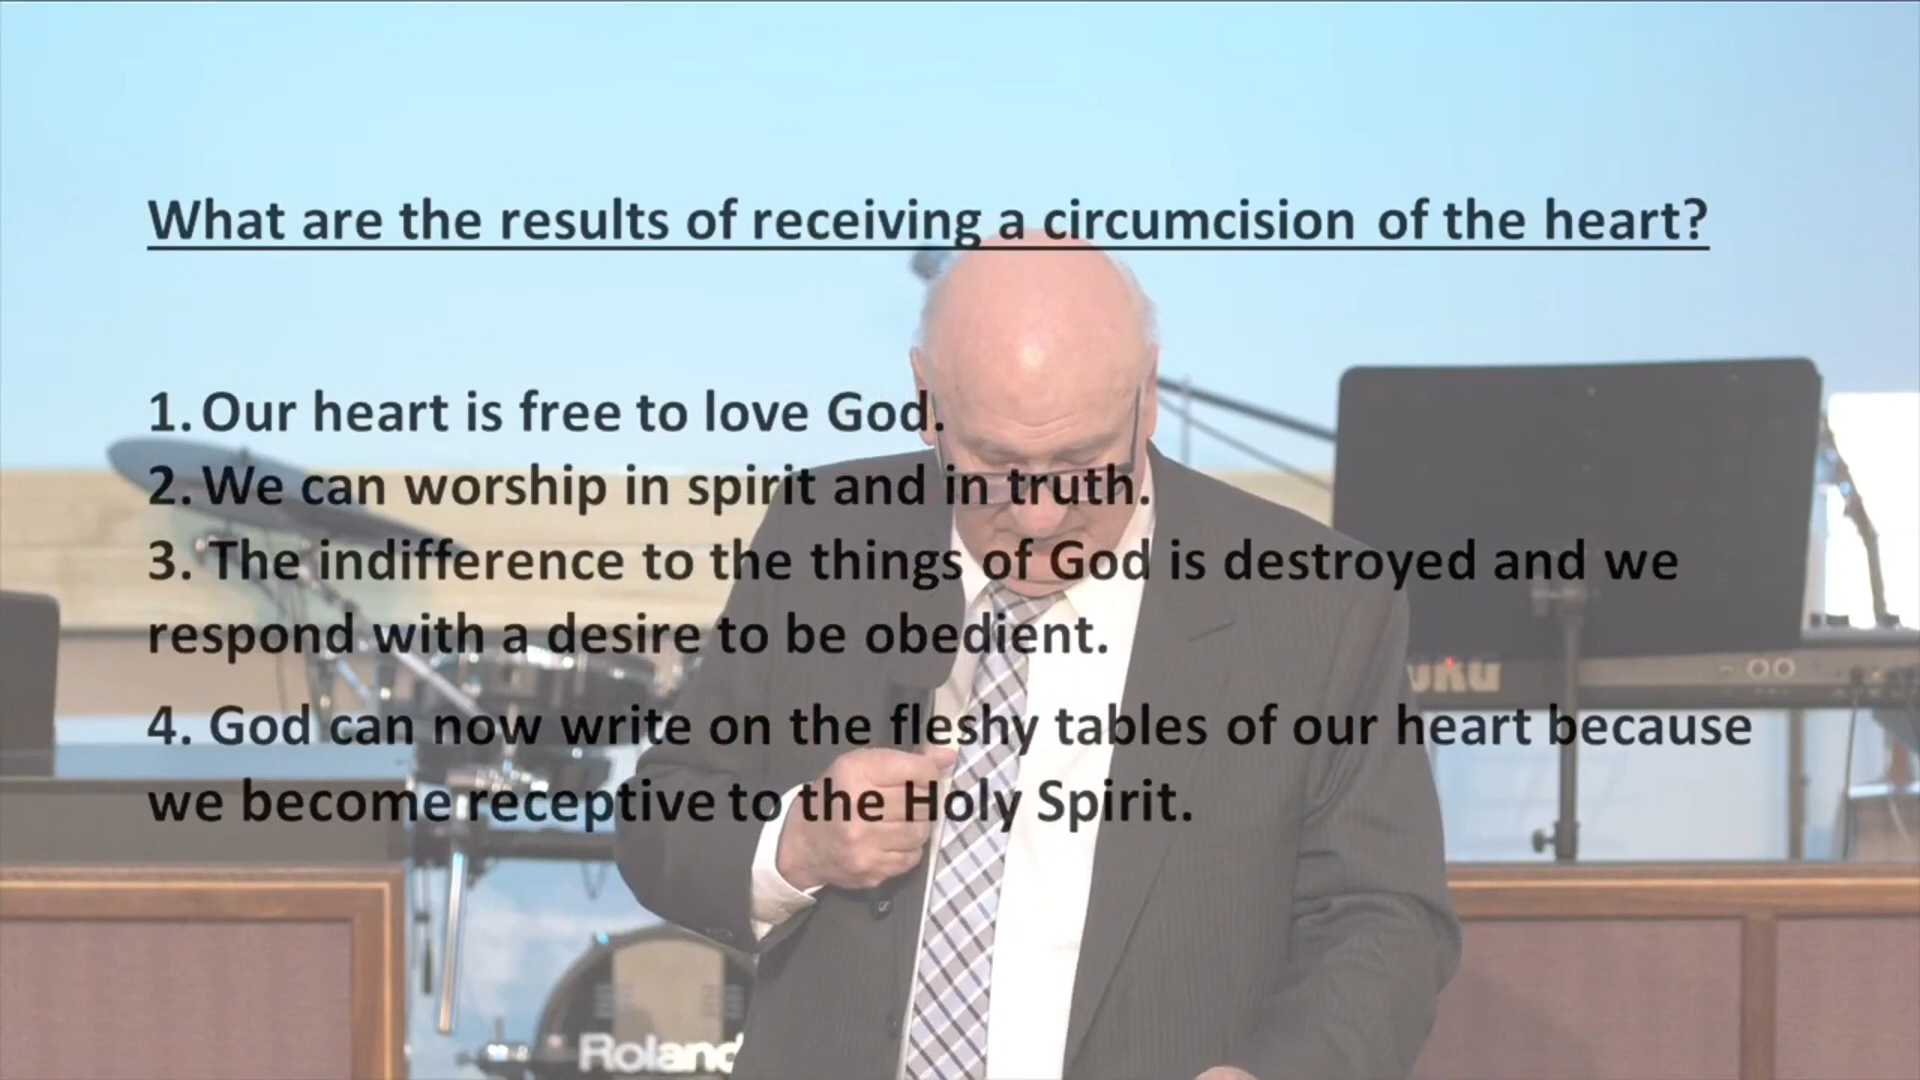 What are the results of receiving a circumcision of the heart?
1. Our heart is free to love God.
2. We can worship in spirit and in truth.
3. The indifference to the things of God is destroyed and we
respond with a desire to be obedient.
4. God can now write on the fleshy tables of our heart because
we become receptive to the Holy Spirit.
Roland